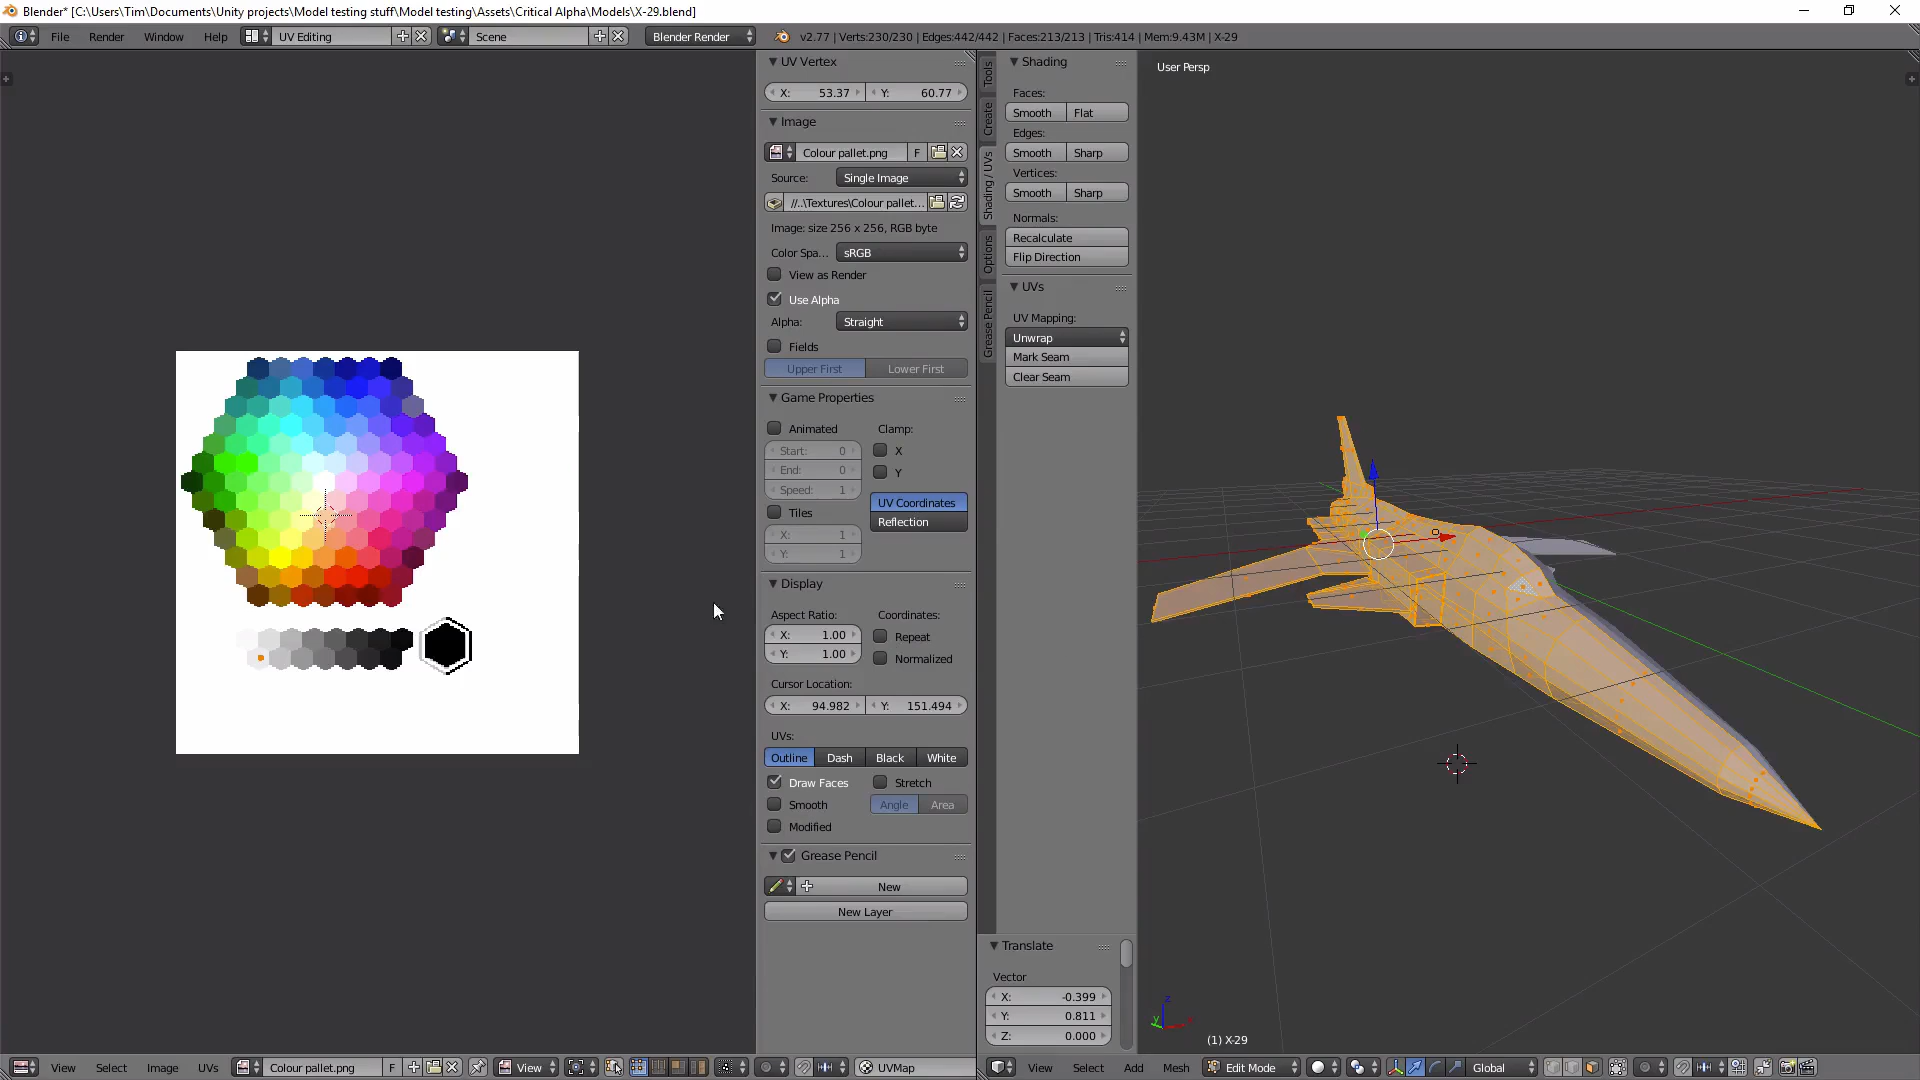 Blender* [C:\Users\Tim\Documents\Unity projects\Model testing stuff\Model testing\Assets\Critical Alpha\Models\X-29.blend]
File Render Window Help UV Editing Scene Blender Render v2.77 | Verts:230/230 | Edges:442/442 | Faces:213/213 | Tris:414 | Mem:9.43M | X-29
UV Vertex
X: 53.37 Y: 60.77
Image
Colour pallet.png F
Source: Single Image
//..\Textures\Colour pallet...
Image: size 256 x 256, RGB byte
Color Spa... sRGB
View as Render
Use Alpha
Alpha: Straight
Fields
Upper First Lower First
Game Properties
Animated Clamp:
Start: 0 X
End: 0 Y
Speed: 1
UV Coordinates
Tiles Reflection
X: 1
Y: 1
Display
Aspect Ratio: Coordinates:
X: 1.00 Repeat
Y: 1.00 Normalized
Cursor Location:
X: 94.982 Y: 151.494
UVs:
Outline Dash Black White
Draw Faces Stretch
Smooth Angle Area
Modified
Grease Pencil
New
New Layer
Tools
Create
Shading / UVs
Options
Grease Pencil
Shading
Faces:
Smooth Flat
Edges:
Smooth Sharp
Vertices:
Smooth Sharp
Normals:
Recalculate
Flip Direction
UVs
UV Mapping:
Unwrap
Mark Seam
Clear Seam
Translate
Vector
X: -0.399
Y: 0.811
Z: 0.000
User Persp
z
y
(1) X-29
View Select Image UVs Colour pallet.png F View UVMap
View Select Add Mesh Edit Mode Global